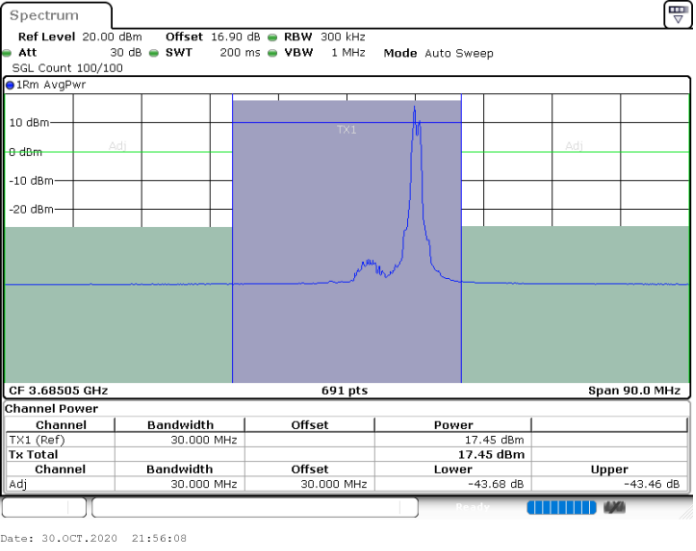 Spectrum
Ref Level 20.00 dBm Offset 16.90 dB RBW 300 kHz
Att 30 dB SWT 200 ms VBW 1 MHz Mode Auto Sweep
SGL Count 100/100
1Rm AvgPwr
10 dBm
TX1
Adj Adj
0 dBm
-10 dBm
-20 dBm
CF 3.68505 GHz 691 pts Span 90.0 MHz
Channel Power
Channel Bandwidth Offset Power
TX1 (Ref) 30.000 MHz 17.45 dBm
Tx Total 17.45 dBm
Channel Bandwidth Offset Lower Upper
Adj 30.000 MHz 30.000 MHz -43.68 dB -43.46 dB
Ready
Date: 30.OCT.2020 21:56:08